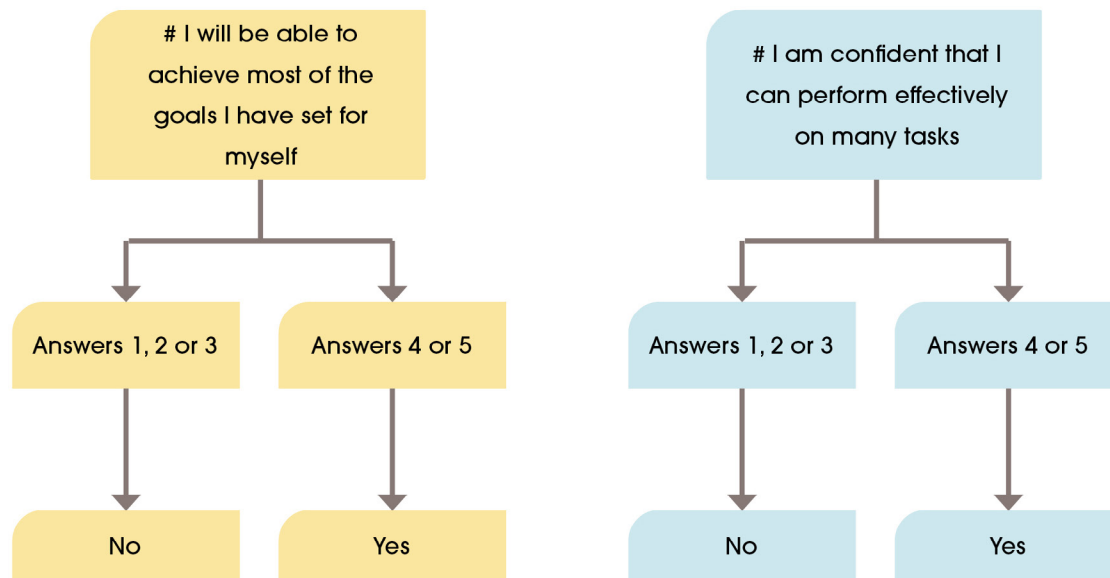 # I will be able to
achieve most of the
goals I have set for
myself
# I am confident that I
can perform effectively
on many tasks
Answers 1, 2 or 3
Answers 4 or 5
Answers 1, 2 or 3
Answers 4 or 5
No
Yes
No
Yes